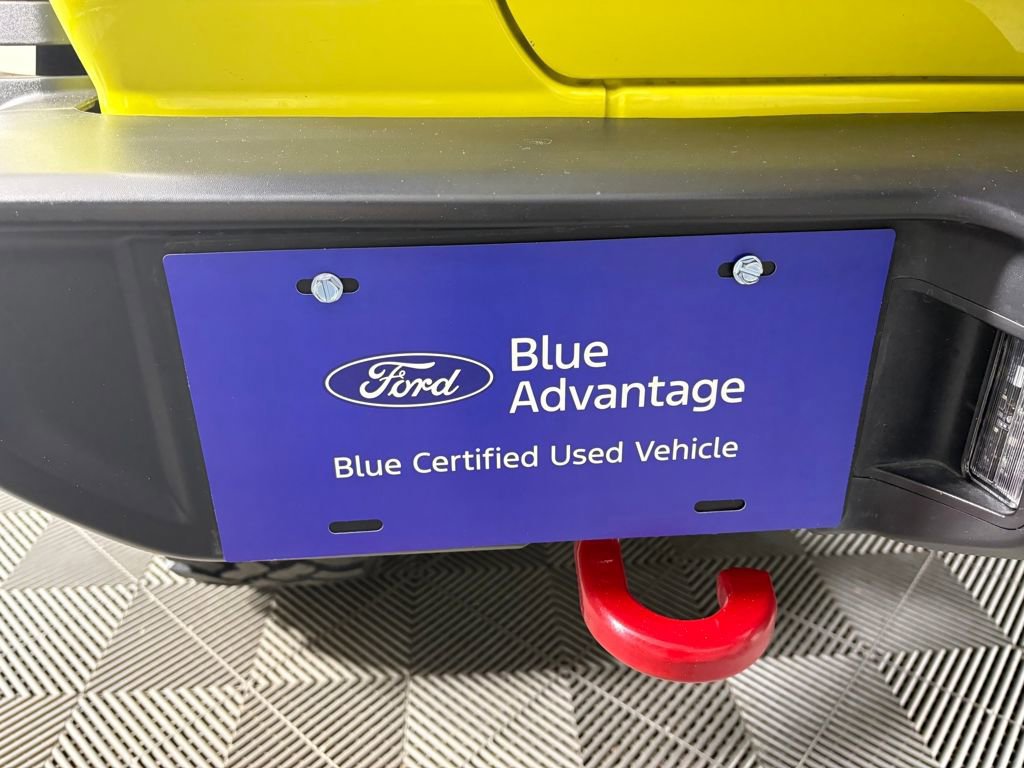 Ford
Blue
Advantage
Blue Certified Used Vehicle